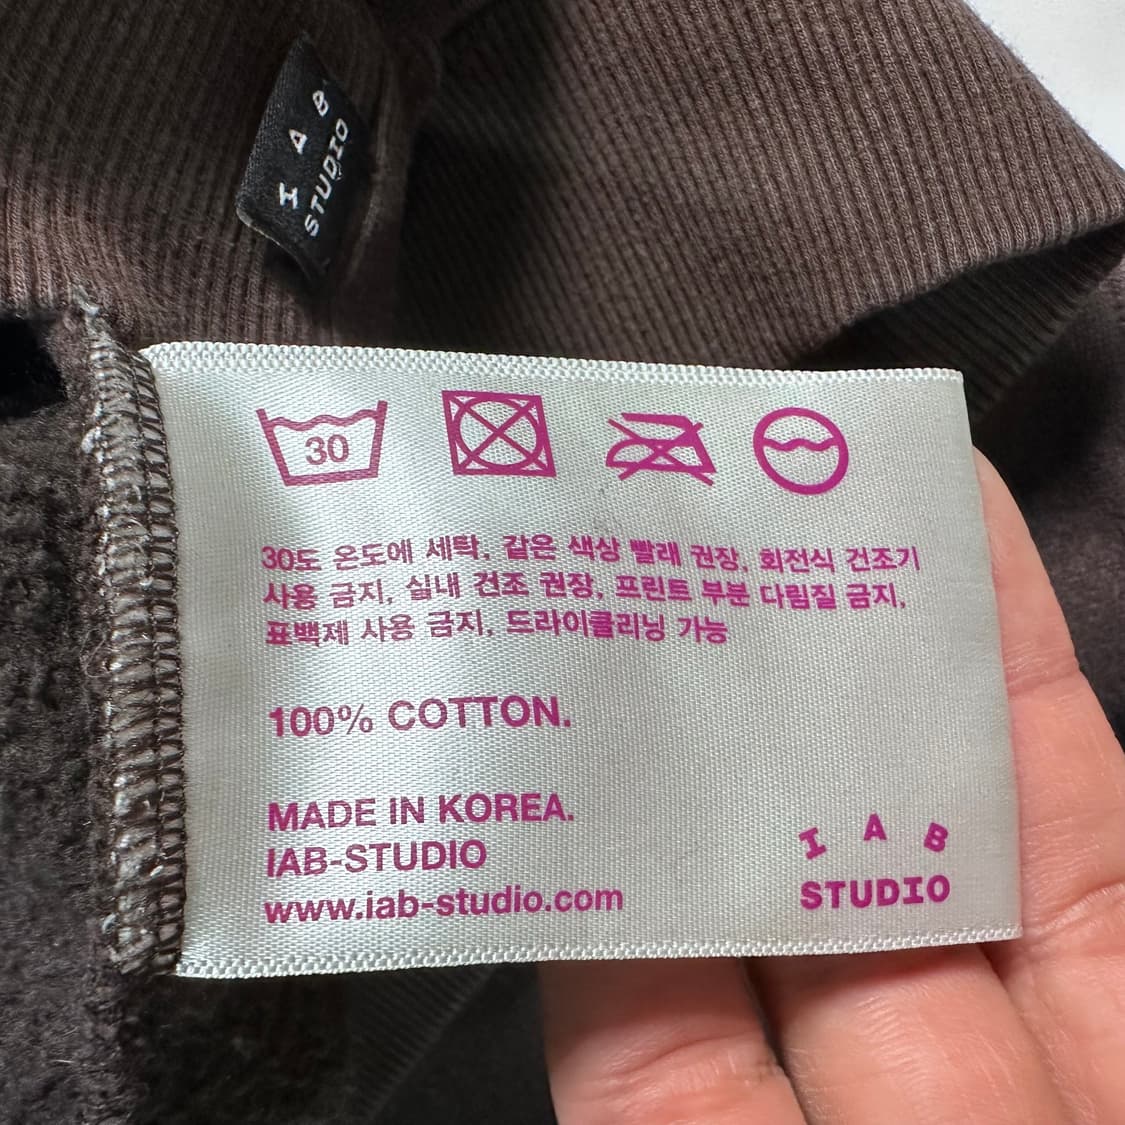 I A B
STUDIO
30
30도 온도에 세탁, 같은 색상 빨래 권장, 회전식 건조기
사용 금지, 실내 건조 권장, 프린트 부분 다림질 금지,
표백제 사용 금지, 드라이클리닝 가능
100% COTTON.
MADE IN KOREA.
IAB-STUDIO
www.iab-studio.com
I A B
STUDIO